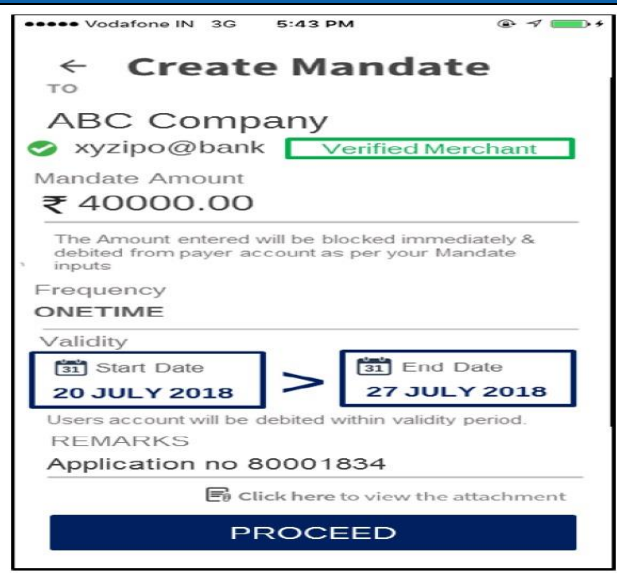 Vodafone IN 3G 5:43 PM
← Create Mandate
TO
ABC Company
xyzipo@bank Verified Merchant
Mandate Amount
₹ 40000.00
The Amount entered will be blocked immediately &
debited from payer account as per your Mandate
inputs
Frequency
ONETIME
Validity
31 Start Date > 31 End Date
20 JULY 2018 27 JULY 2018
Users account will be debited within validity period.
REMARKS
Application no 80001834
Click here to view the attachment
PROCEED